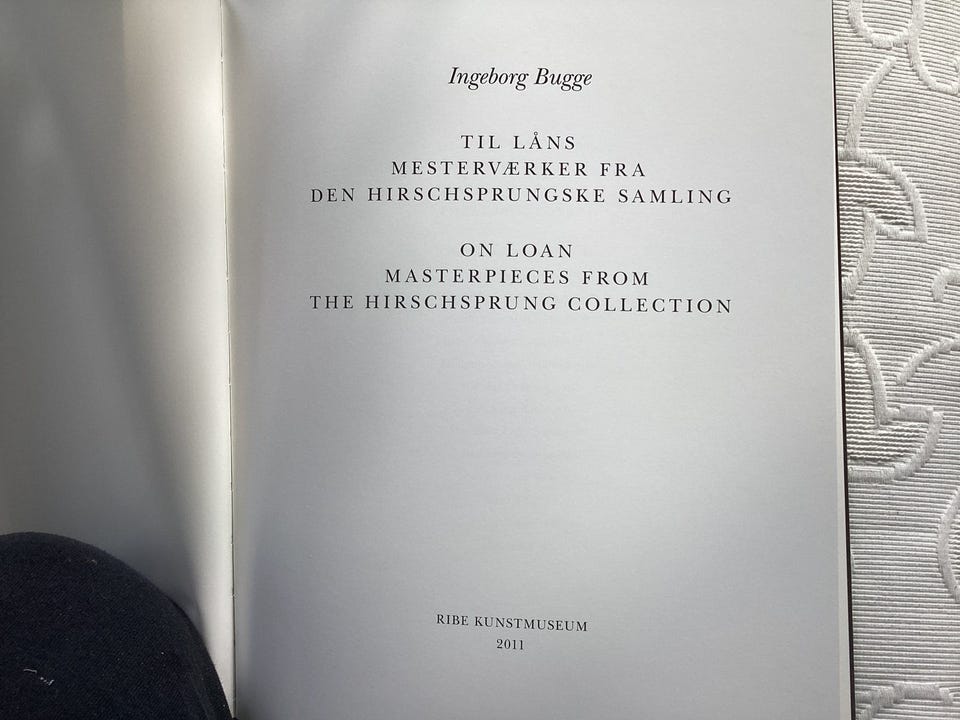 Ingeborg Bugge
TIL LÅNS
MESTERVÆRKER FRA
DEN HIRSCHSPRUNGSKE SAMLING
ON LOAN
MASTERPIECES FROM
THE HIRSCHSPRUNG COLLECTION
RIBE KUNSTMUSEUM
2011